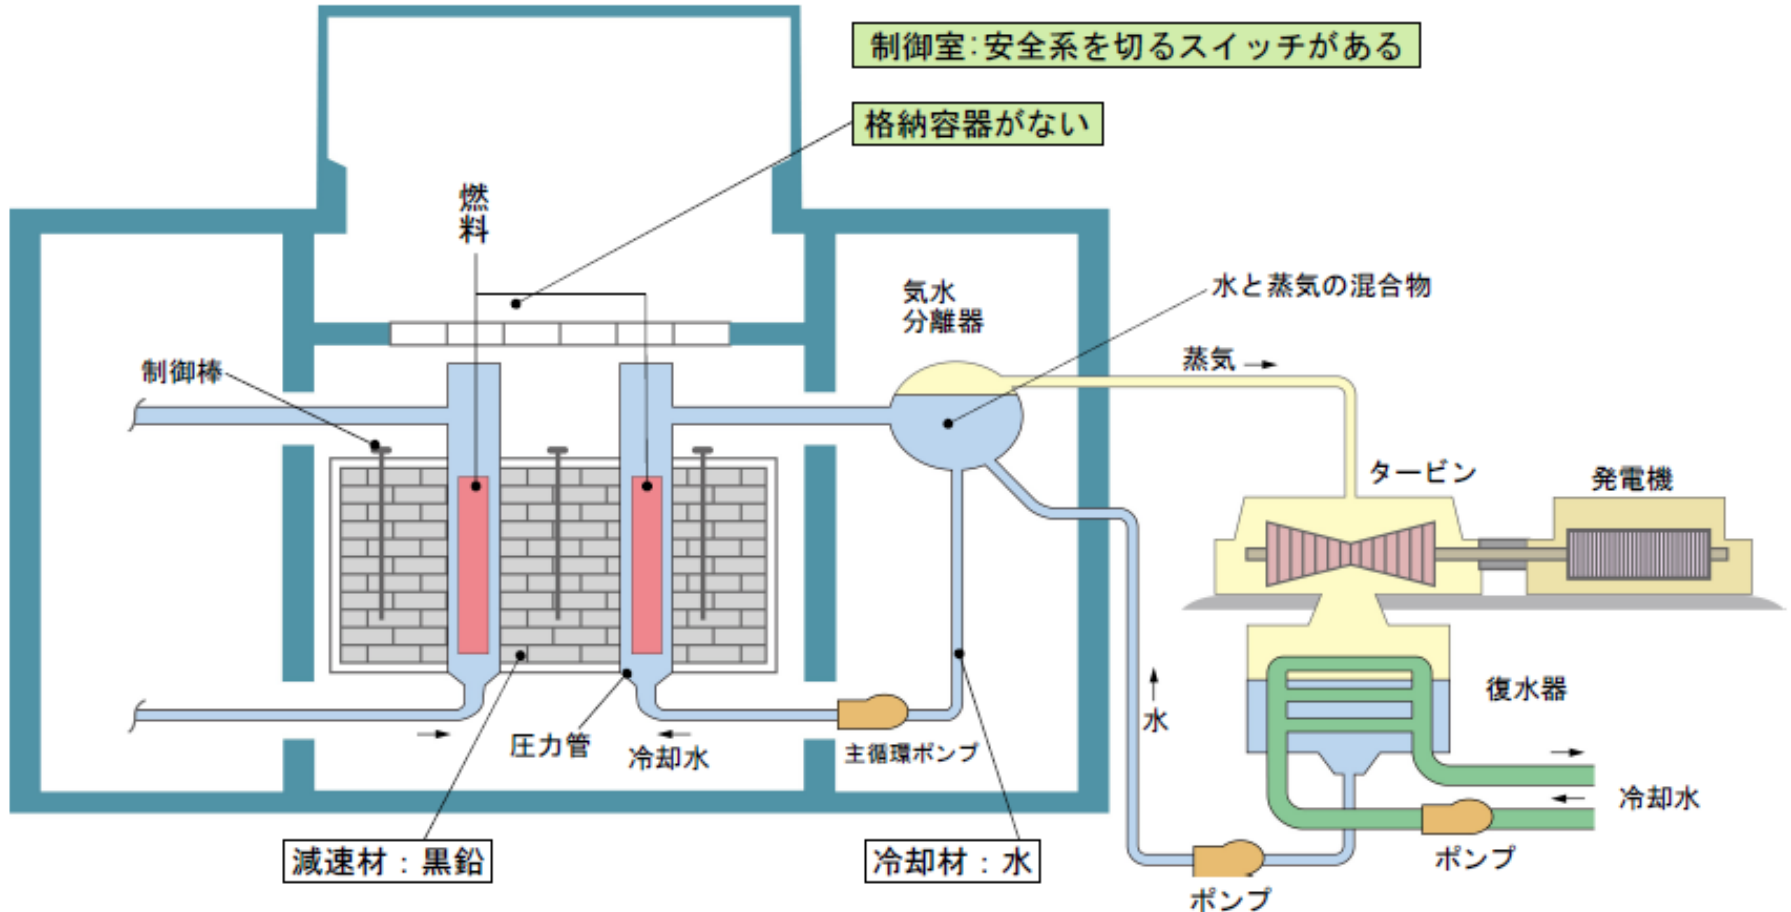 制御室:安全系を切るスイッチがある
格納容器がない
燃料
気水
分離器
水と蒸気の混合物
蒸気
制御棒
タービン
発電機
復水器
水
圧力管
冷却水
主循環ポンプ
冷却水
減速材:黒鉛
冷却材:水
ポンプ
ポンプ